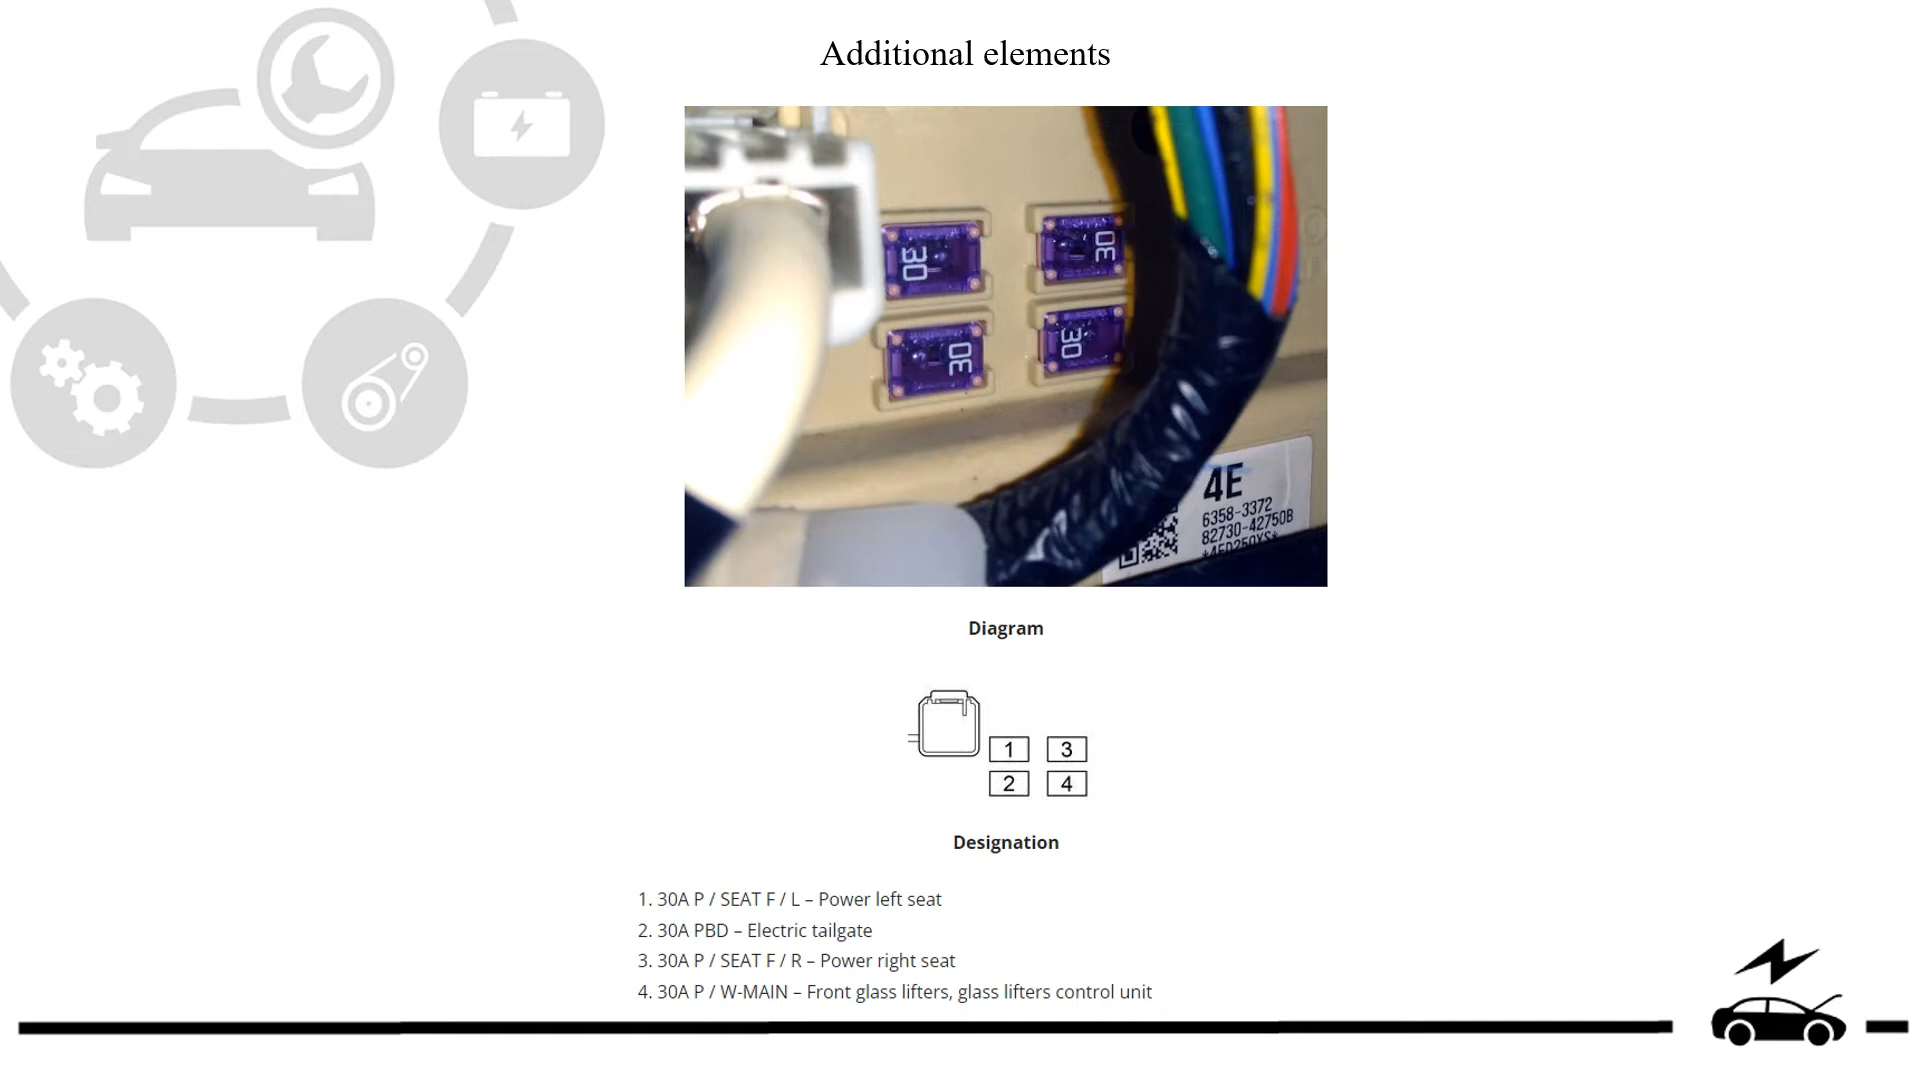 Additional elements
30
30
30
30
4E
6358-3372
82730-42750B
*4ED250XS*
Diagram
1 3
2 4
Designation
1. 30A P / SEAT F / L – Power left seat
2. 30A PBD – Electric tailgate
3. 30A P / SEAT F / R – Power right seat
4. 30A P / W-MAIN – Front glass lifters, glass lifters control unit